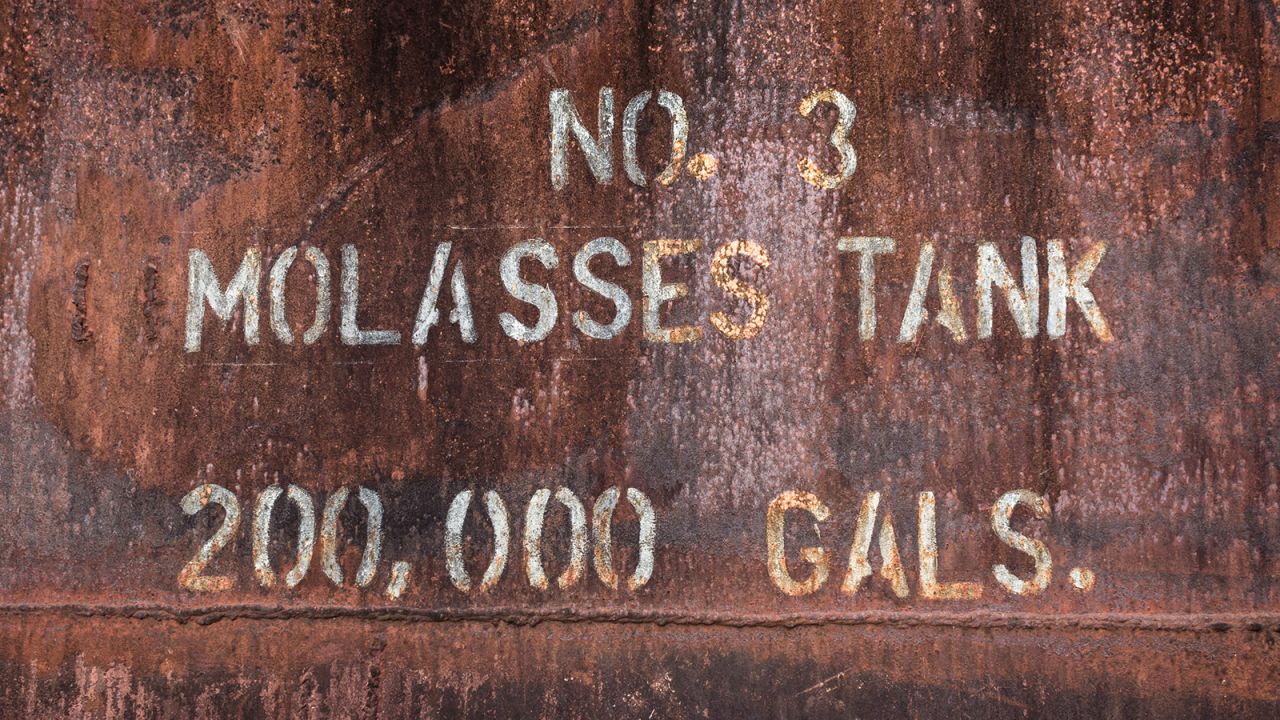 NO. 3
MOLASSES TANK
200,000 GALS.